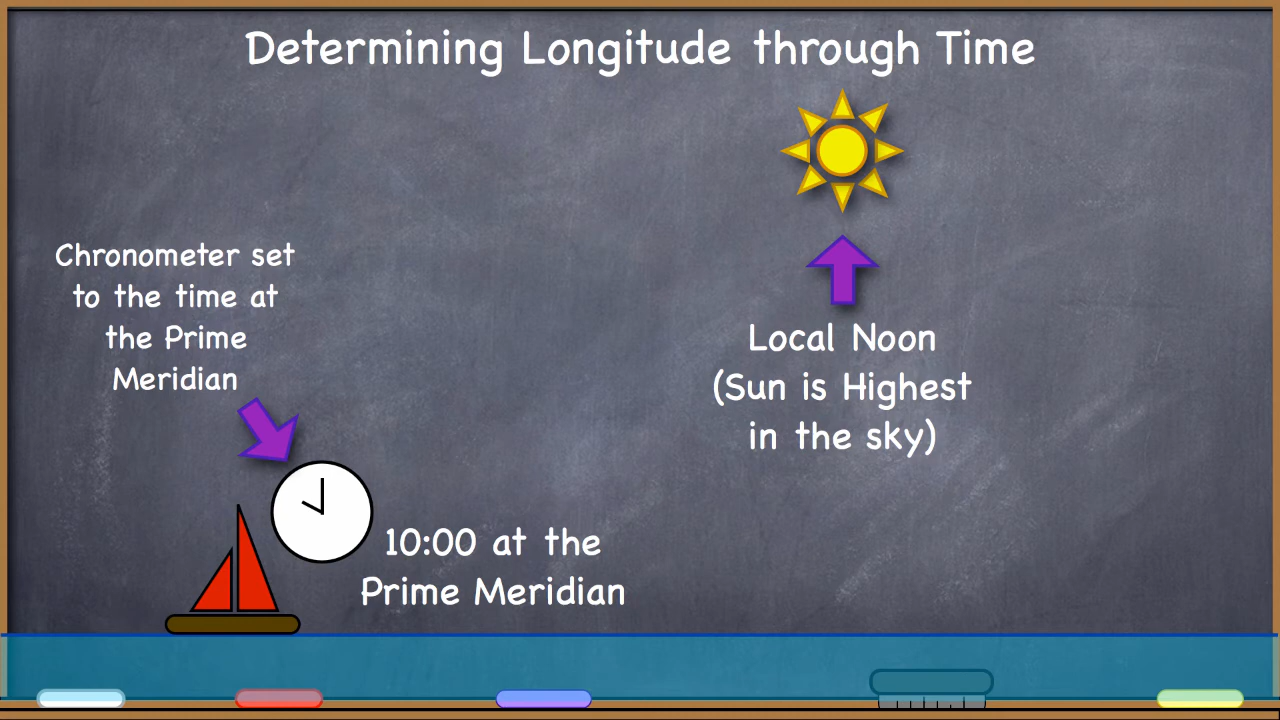 Determining Longitude through Time
Chronometer set
to the time at
the Prime
Meridian
Local Noon
(Sun is Highest
in the sky)
10:00 at the
Prime Meridian